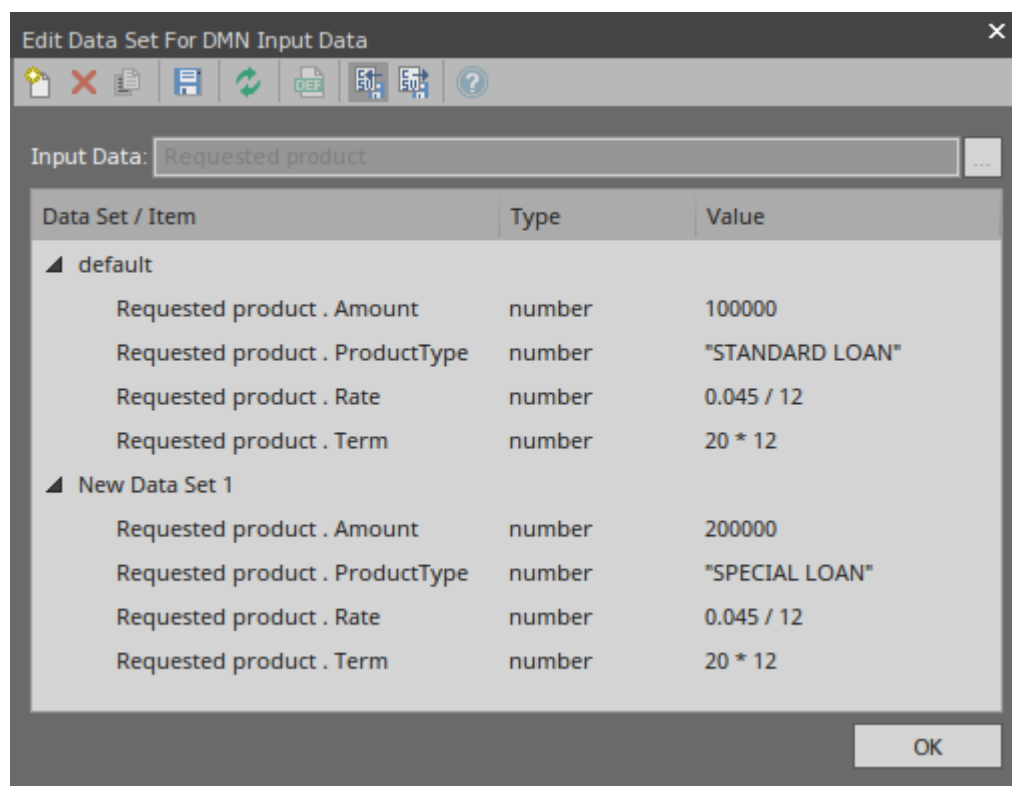 Edit Data Set For DMN Input Data
DEF
Input Data: Requested product ...
Data Set / Item Type Value
default
Requested product . Amount number 100000
Requested product . ProductType number "STANDARD LOAN"
Requested product . Rate number 0.045 / 12
Requested product . Term number 20 * 12
New Data Set 1
Requested product . Amount number 200000
Requested product . ProductType number "SPECIAL LOAN"
Requested product . Rate number 0.045 / 12
Requested product . Term number 20 * 12
OK